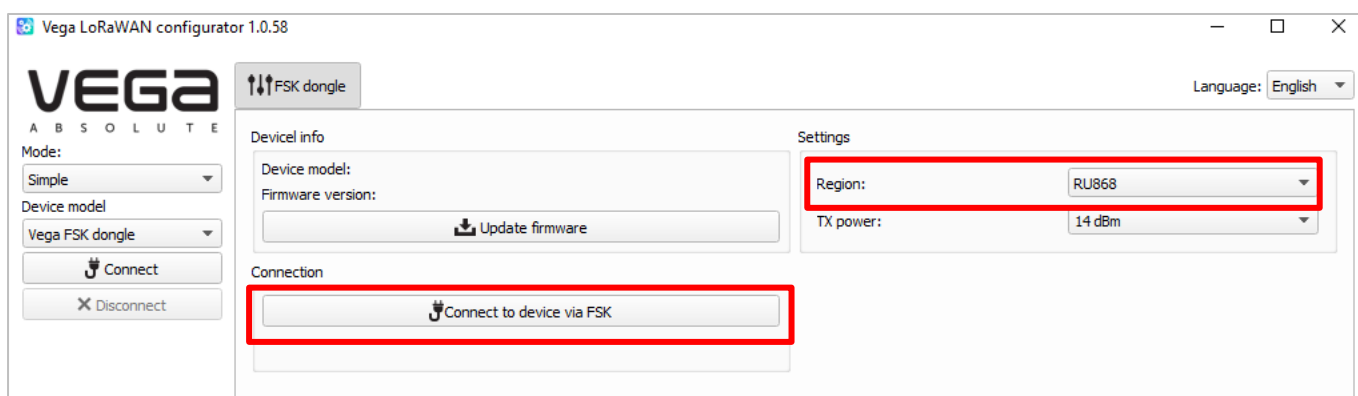 Vega LoRaWAN configurator 1.0.58
VEGA
ABSOLUTE
Mode:
Simple
Device model
Vega FSK dongle
Connect
Disconnect
FSK dongle
Language: English
Devicel info
Device model:
Firmware version:
Update firmware
Connection
Connect to device via FSK
Settings
Region: RU868
TX power: 14 dBm